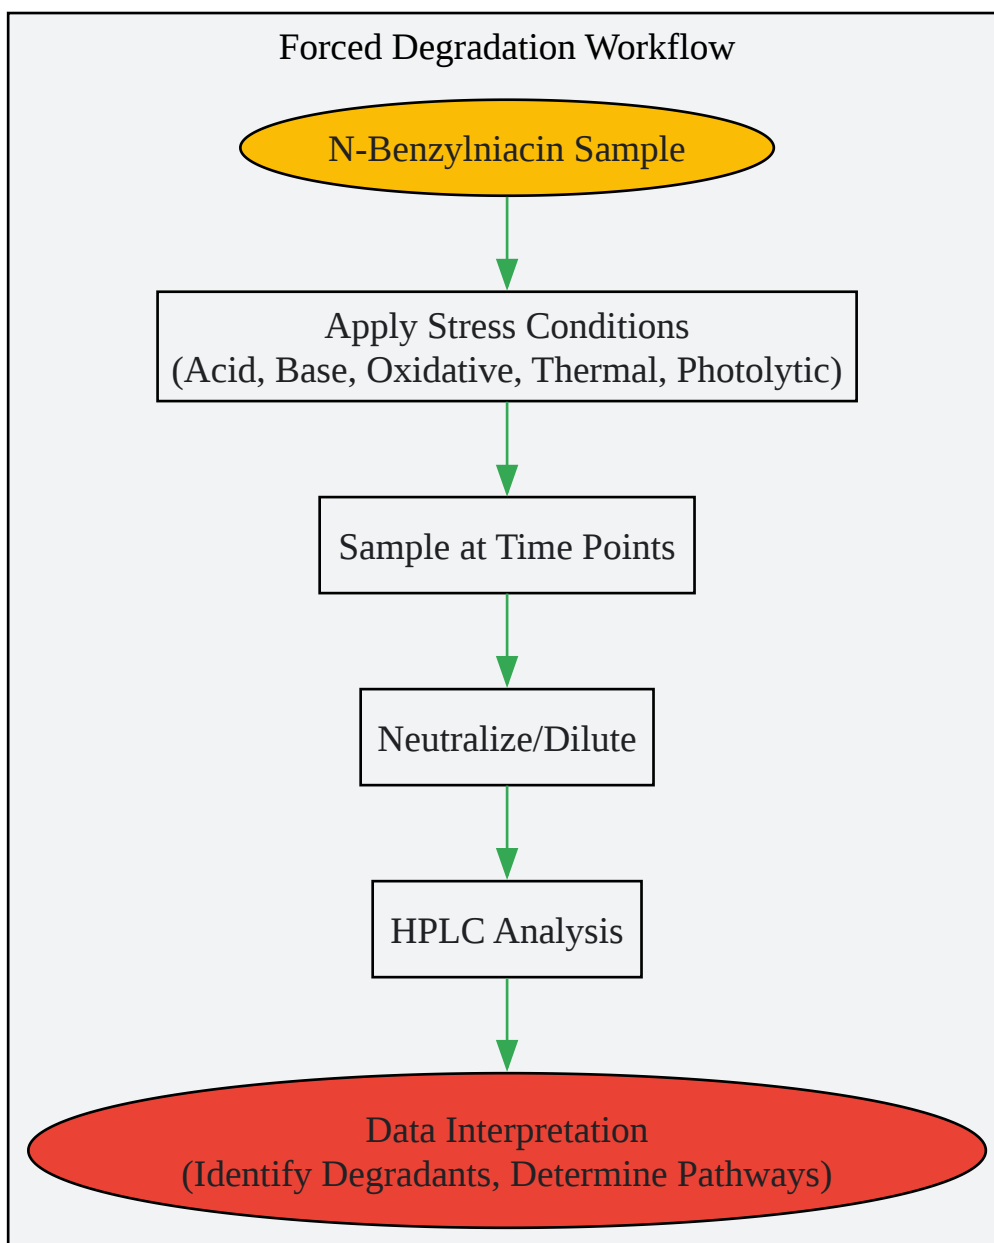 Forced Degradation Workflow
N-Benzylniacin Sample
Apply Stress Conditions
(Acid, Base, Oxidative, Thermal, Photolytic)
Sample at Time Points
Neutralize/Dilute
HPLC Analysis
Data Interpretation
(Identify Degradants, Determine Pathways)